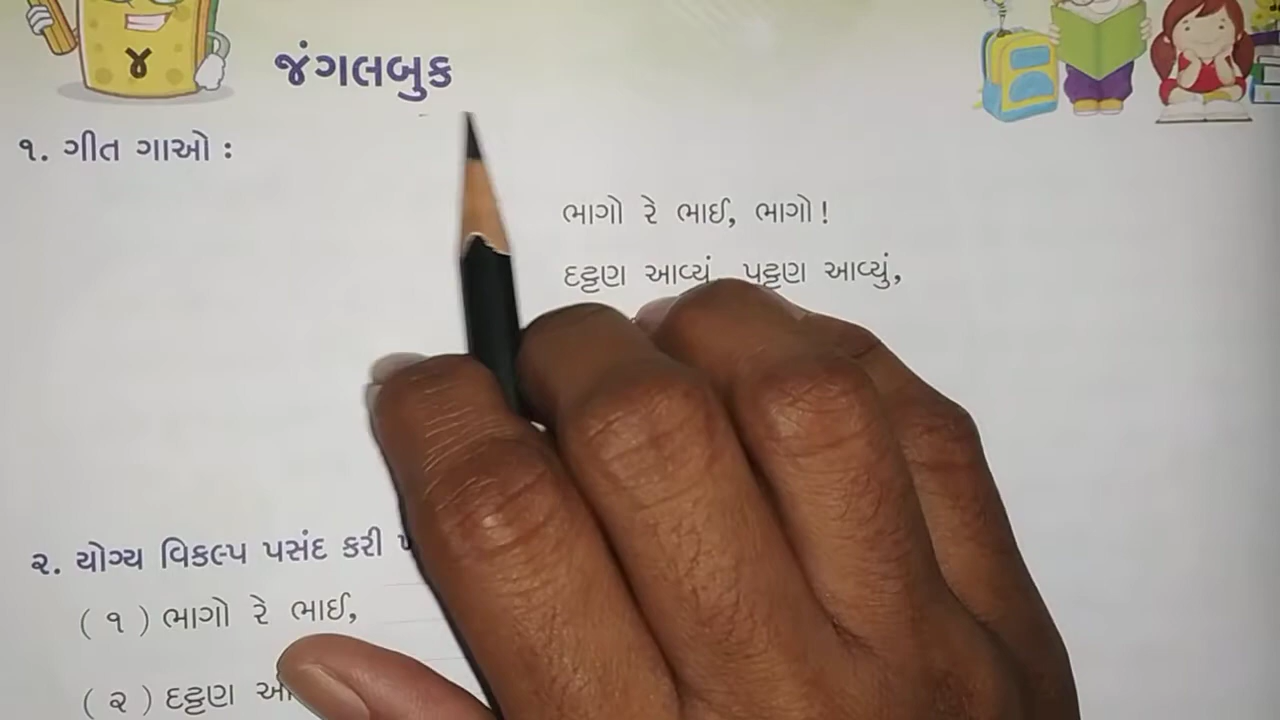 ૪
જંગલબુક
૧. ગીત ગાઓ :
ભાગો રે ભાઈ, ભાગો !
દટ્ટણ આવ્યું, પટ્ટણ આવ્યું,
૨. યોગ્ય વિકલ્પ પસંદ કરી
( ૧ ) ભાગો રે ભાઈ,
( ૨ ) દટ્ટણ